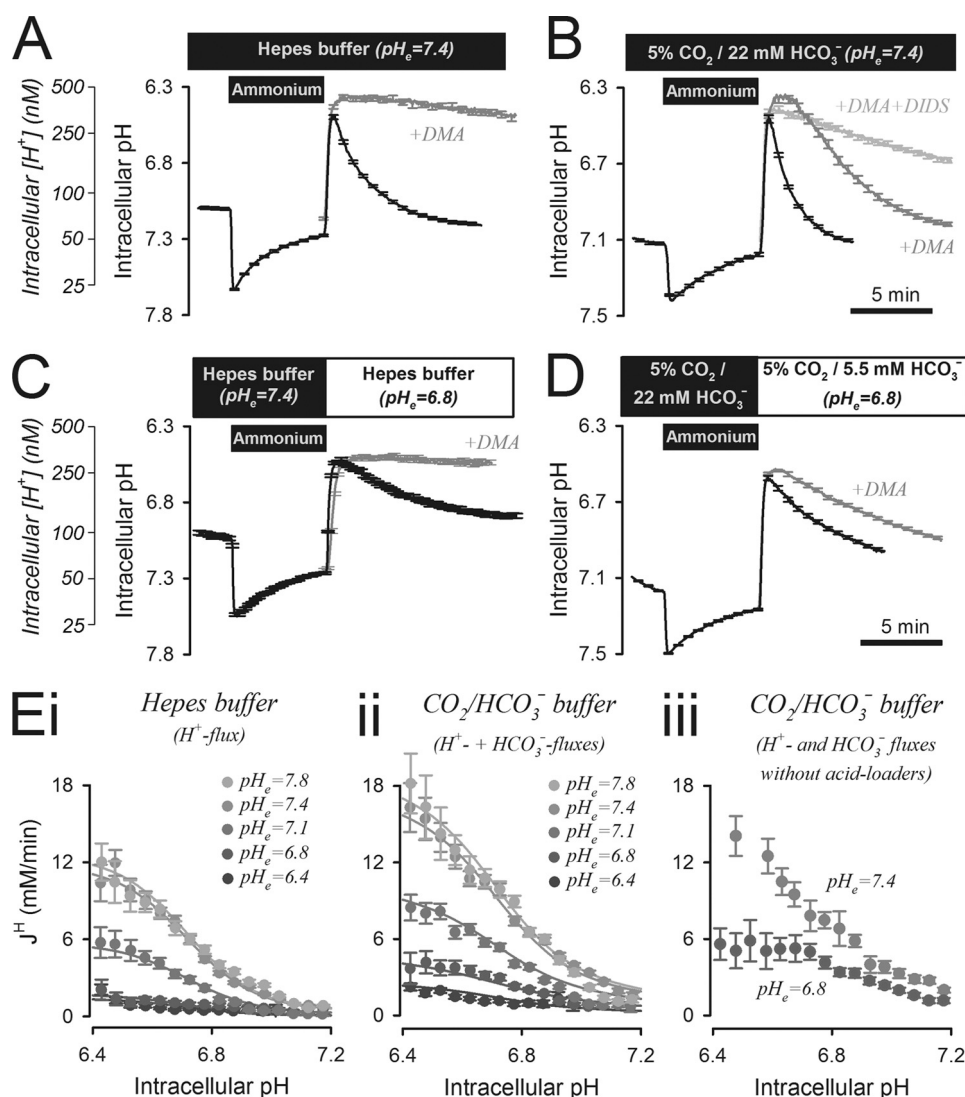 A
Hepes buffer (pHₑ=7.4)
Ammonium
+DMA
Intracellular [H⁺] (nM)
500
250
100
50
25
Intracellular pH
6.3
6.8
7.3
7.8
B
5% CO₂ / 22 mM HCO₃⁻ (pHₑ=7.4)
Ammonium
+DMA+DIDS
+DMA
Intracellular pH
6.3
6.7
7.1
7.5
5 min
C
Hepes buffer
(pHₑ=7.4)
Hepes buffer
(pHₑ=6.8)
Ammonium
+DMA
Intracellular [H⁺] (nM)
500
250
100
50
25
Intracellular pH
6.3
6.8
7.3
7.8
D
5% CO₂ /
22 mM HCO₃⁻
5% CO₂ / 5.5 mM HCO₃⁻
(pHₑ=6.8)
Ammonium
+DMA
Intracellular pH
6.3
6.7
7.1
7.5
5 min
Ei
Hepes buffer
(H⁺-flux)
pHₑ=7.8
pHₑ=7.4
pHₑ=7.1
pHₑ=6.8
pHₑ=6.4
Jᴴ (mM/min)
18
12
6
0
6.4 6.8 7.2
Intracellular pH
ii
CO₂/HCO₃⁻ buffer
(H⁺- + HCO₃⁻-fluxes)
pHₑ=7.8
pHₑ=7.4
pHₑ=7.1
pHₑ=6.8
pHₑ=6.4
18
12
6
0
6.4 6.8 7.2
Intracellular pH
iii
CO₂/HCO₃⁻ buffer
(H⁺- and HCO₃⁻ fluxes
without acid-loaders)
pHₑ=7.4
pHₑ=6.8
18
12
6
0
6.4 6.8 7.2
Intracellular pH